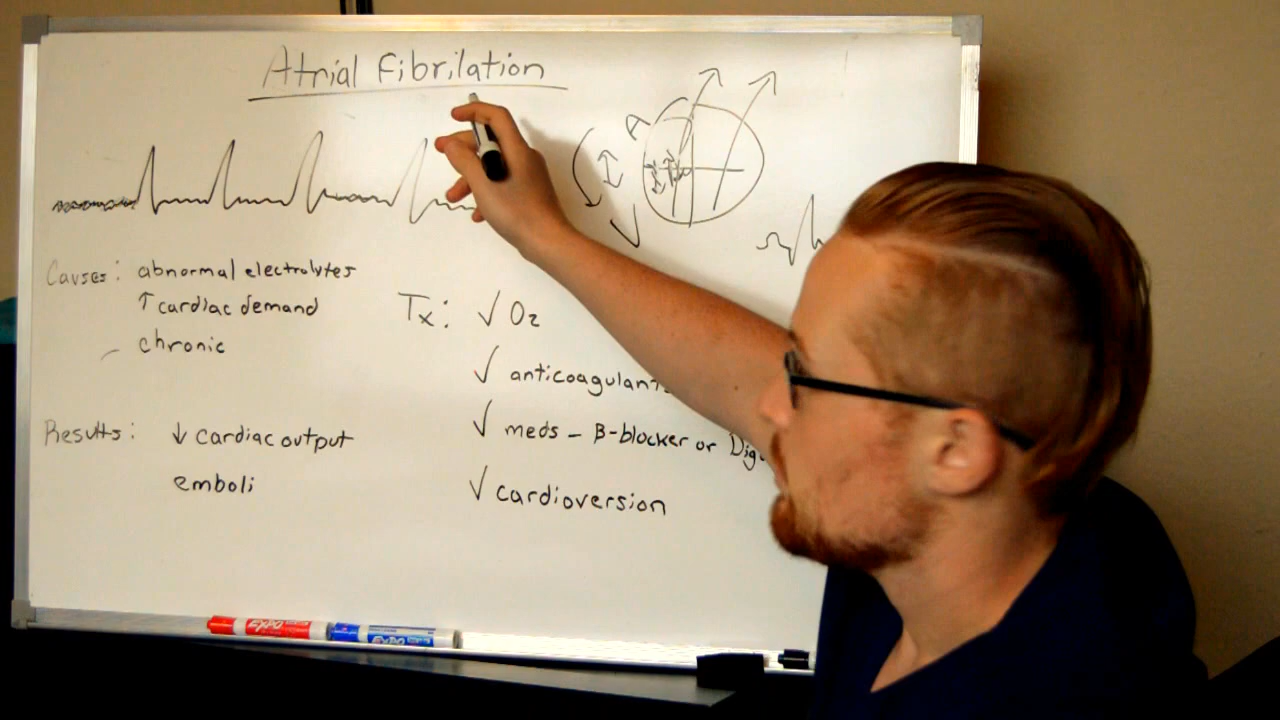 Atrial Fibrilation
A
Causes: abnormal electrolytes
↑ cardiac demand
chronic
Tx: √ O2
√ anticoagulant
√ meds - B-blocker or Dig
√ cardioversion
Results: ↓ cardiac output
emboli
EXPO
EXPO